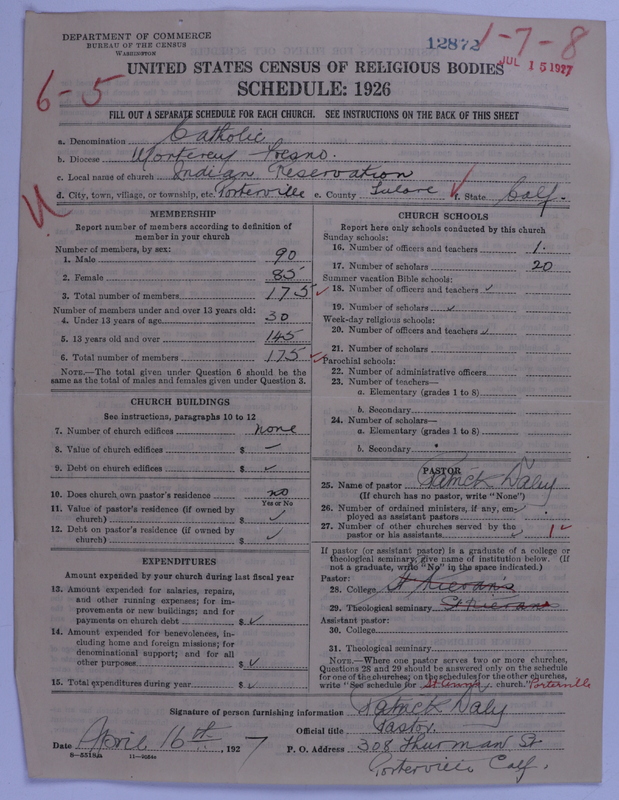 DEPARTMENT OF COMMERCE
BUREAU OF THE CENSUS
WASHINGTON
12872
1-7-8
JUL 15 1927
UNITED STATES CENSUS OF RELIGIOUS BODIES
SCHEDULE: 1926
6-5
FILL OUT A SEPARATE SCHEDULE FOR EACH CHURCH. SEE INSTRUCTIONS ON THE BACK OF THIS SHEET
a. Denomination Catholic
b. Diocese Monterey Fresno.
c. Local name of church Indian Reservation
d. City, town, village, or township, etc. Porterville e. County Tulare f. State Calf.
MEMBERSHIP
Report number of members according to definition of
member in your church
Number of members, by sex:
1. Male 90
2. Female 85
3. Total number of members 175
Number of members under and over 13 years old:
4. Under 13 years of age 30
5. 13 years old and over 145
6. Total number of members 175
NOTE.—The total given under Question 6 should be
same as the total of males and females given under Question 3.
CHURCH BUILDINGS
See instructions, paragraphs 10 to 12
7. Number of church edifices none
8. Value of church edifices $ —
9. Debt on church edifices $ ✓
10. Does church own pastor's residence no
Yes or No
11. Value of pastor's residence (if owned by
church) $ ✓
12. Debt on pastor's residence (if owned by
church) $ ✓
EXPENDITURES
Amount expended by your church during last fiscal year
13. Amount expended for salaries, repairs,
and other running expenses; for im-
provements or new buildings; and for
payments on church debt $ ✓
14. Amount expended for benevolences, in-
cluding home and foreign missions; for
denominational support; and for all
other purposes $ ✓
15. Total expenditures during year $ ✓
CHURCH SCHOOLS
Report here only schools conducted by this church
Sunday schools:
16. Number of officers and teachers 1.
17. Number of scholars 20
Summer vacation Bible schools:
18. Number of officers and teachers ✓
19. Number of scholars ✓
Week-day religious schools:
20. Number of officers and teachers ✓
21. Number of scholars
Parochial schools:
22. Number of administrative officers
23. Number of teachers—
a. Elementary (grades 1 to 8)
b. Secondary
24. Number of scholars—
a. Elementary (grades 1 to 8)
b. Secondary
PASTOR
25. Name of pastor Patrick Daly
(If church has no pastor, write "None")
26. Number of ordained ministers, if any, em-
ployed as assistant pastors
27. Number of other churches served by the
pastor or his assistants 1
If pastor (or assistant pastor) is a graduate of a college or
theological seminary, give name of institution below. (If
not a graduate, write "No" in the space indicated.)
Pastor:
28. College St Kierans
29. Theological seminary St Kierans
Assistant pastor:
30. College
31. Theological seminary
NOTE.—Where one pastor serves two or more churches,
Questions 28 and 29 should be answered only on the schedule
for one of the churches; on the schedules for the other churches,
write "See schedule for church." Porterville
Signature of person furnishing information Patrick Daly
Official title Pastor.
Date April 16th, 1927
P. O. Address 308 Thurman St
Porterville Calf.
8-5518a 11-9064a